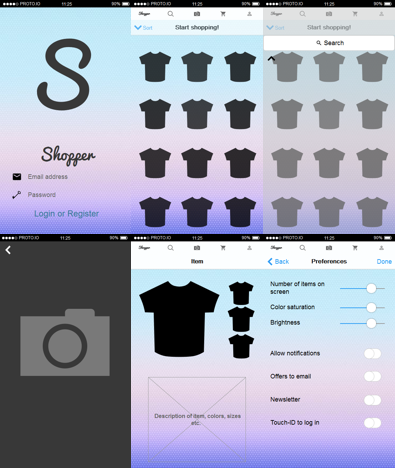 PROTO.IO 11:25 90%
S
Shopper
Email address
Password
Login or Register
PROTO.IO 11:25 90%
Shopper
Sort Start shopping!
PROTO.IO 11:25 90%
Shopper
Sort Start shopping!
Search
PROTO.IO 11:25 90%
PROTO.IO 11:25 90%
Shopper
Item
Description of item, colors, sizes
etc.
PROTO.IO 11:25 90%
Shopper
Back Preferences Done
Number of items on
screen
Color saturation
Brightness
Allow notifications
Offers to email
Newsletter
Touch-ID to log in